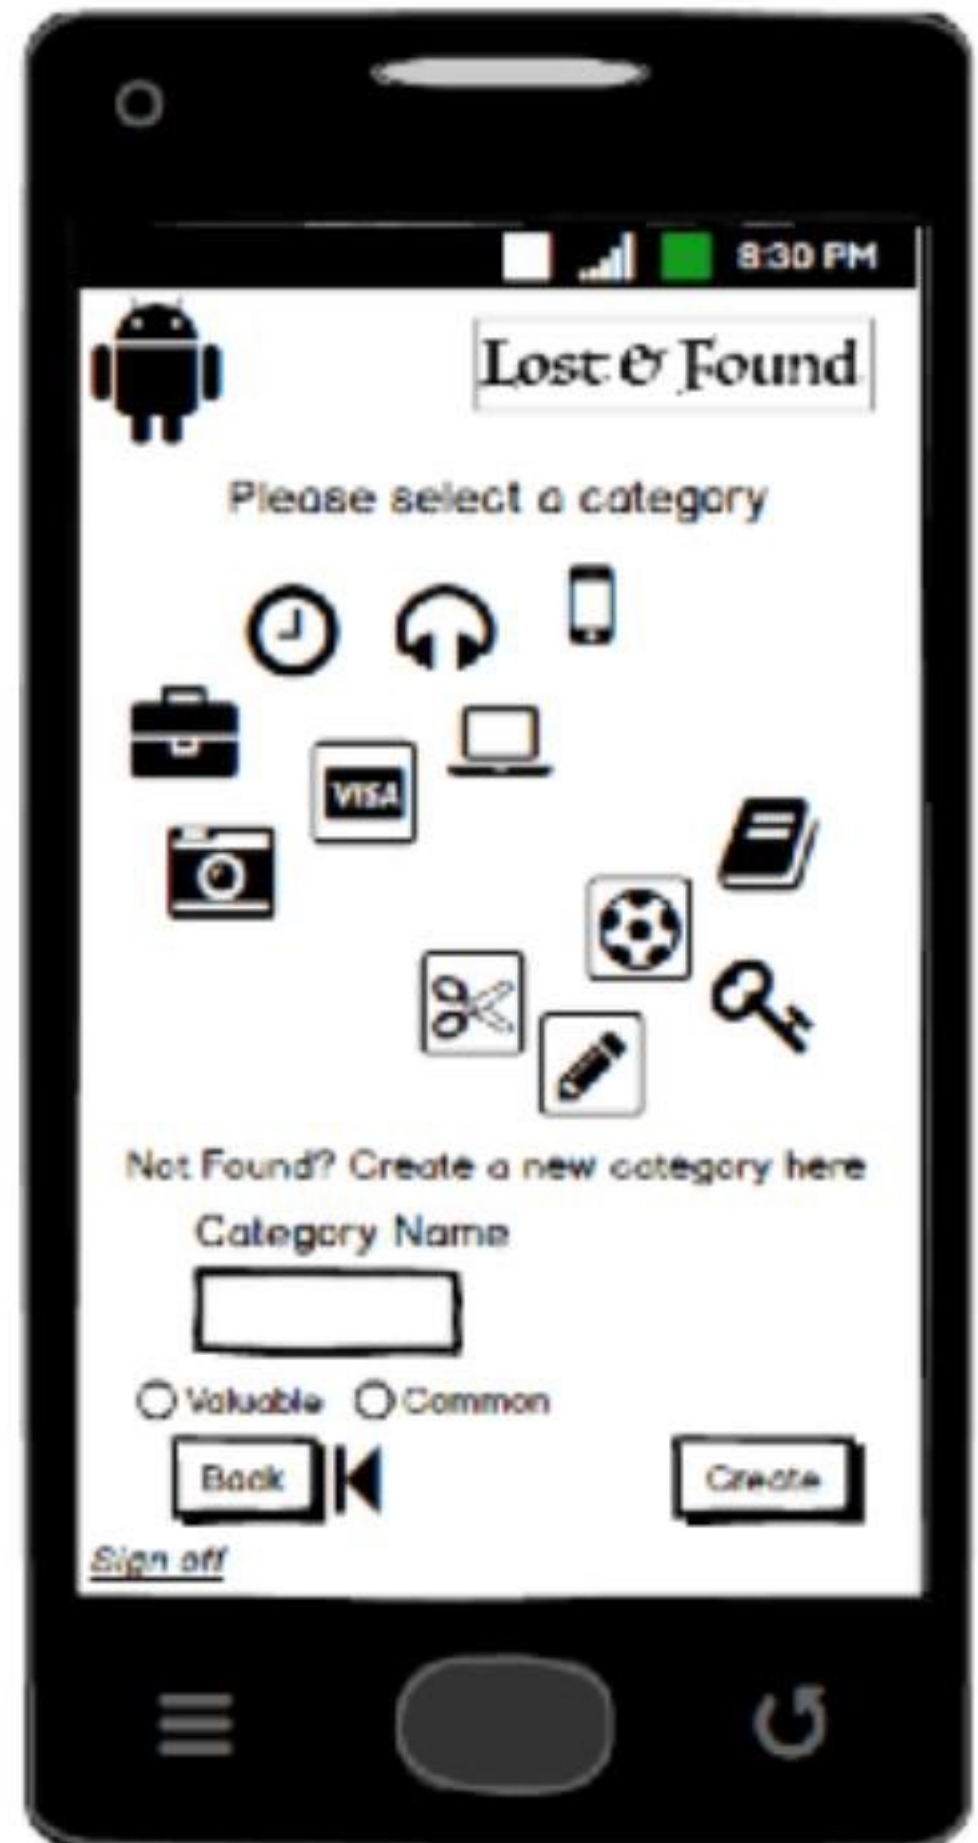 8:30 PM
Lost & Found
Please select a category
VISA
Not Found? Create a new category here
Category Name
Valuable Common
Back Create
Sign off